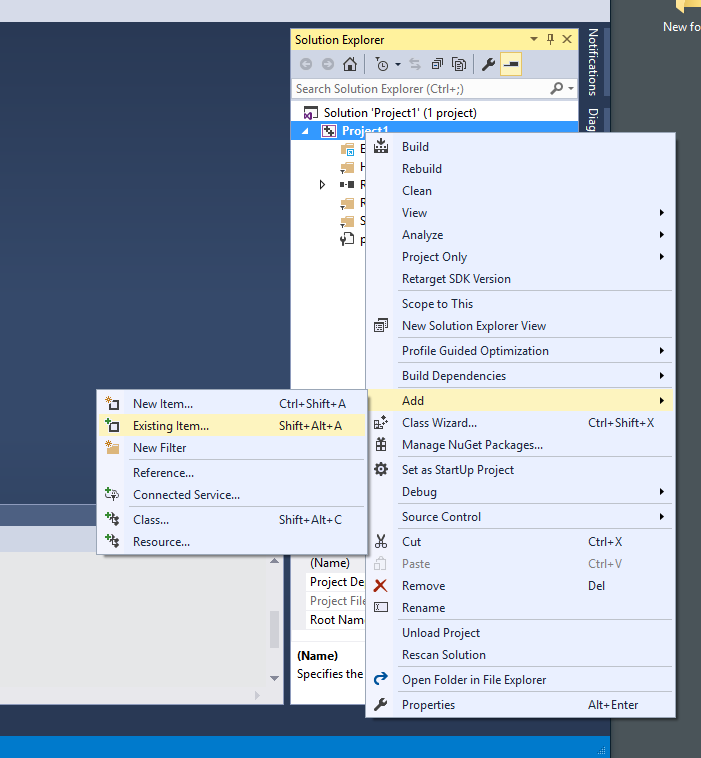 New fo
Solution Explorer
Notifications
Search Solution Explorer (Ctrl+;)
Diag
Solution 'Project1' (1 project)
Project1
Build
Rebuild
Clean
View
Analyze
Project Only
Retarget SDK Version
Scope to This
New Solution Explorer View
Profile Guided Optimization
Build Dependencies
Add
Class Wizard... Ctrl+Shift+X
Manage NuGet Packages...
Set as StartUp Project
Debug
Source Control
Cut Ctrl+X
Paste Ctrl+V
Remove Del
Rename
Unload Project
Rescan Solution
Open Folder in File Explorer
Properties Alt+Enter
New Item... Ctrl+Shift+A
Existing Item... Shift+Alt+A
New Filter
Reference...
Connected Service...
Class... Shift+Alt+C
Resource...
(Name)
Project De
Project File
Root Nam
(Name)
Specifies the